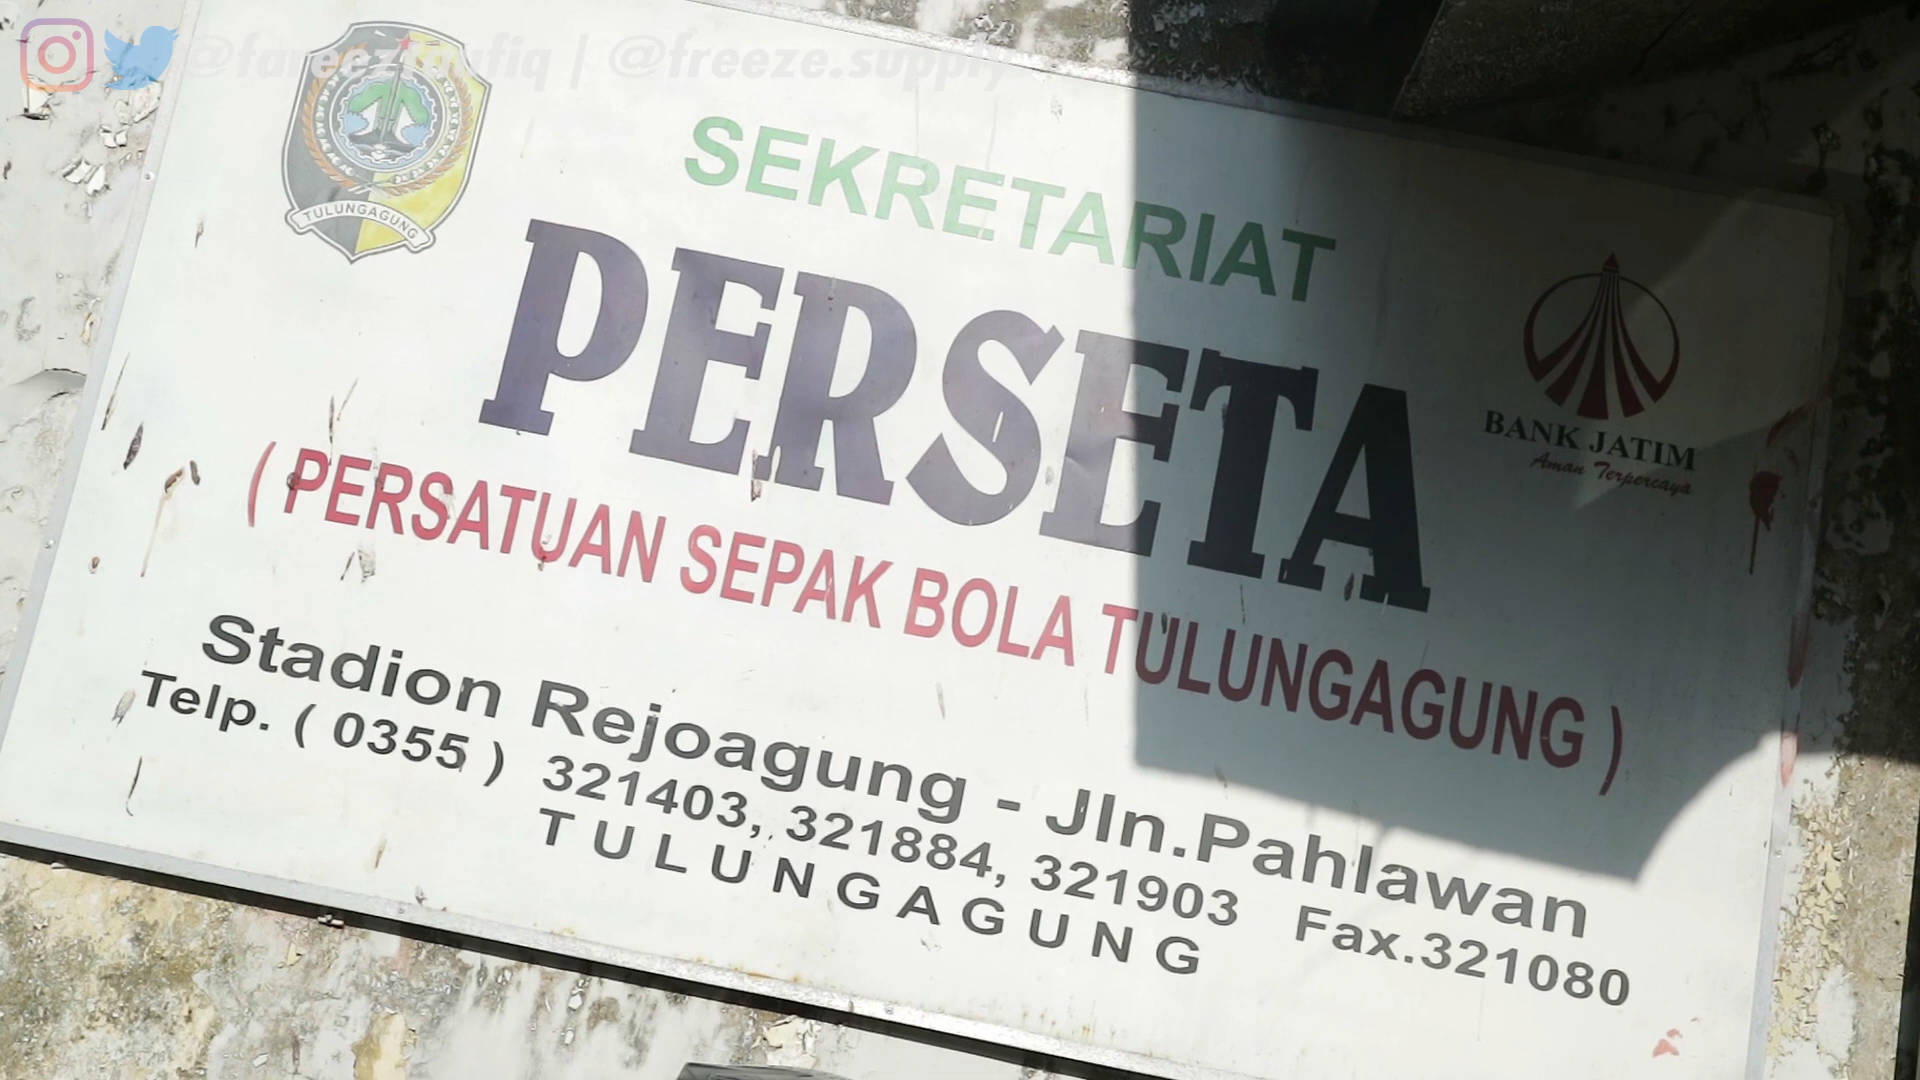 @fareeztaufiq | @freeze.supply
TULUNGAGUNG
SEKRETARIAT
PERSETA
BANK JATIM
Aman Terpercaya
( PERSATUAN SEPAK BOLA TULUNGAGUNG )
Stadion Rejoagung - Jln.Pahlawan
Telp. ( 0355 ) 321403, 321884, 321903 Fax.321080
TULUNGAGUNG